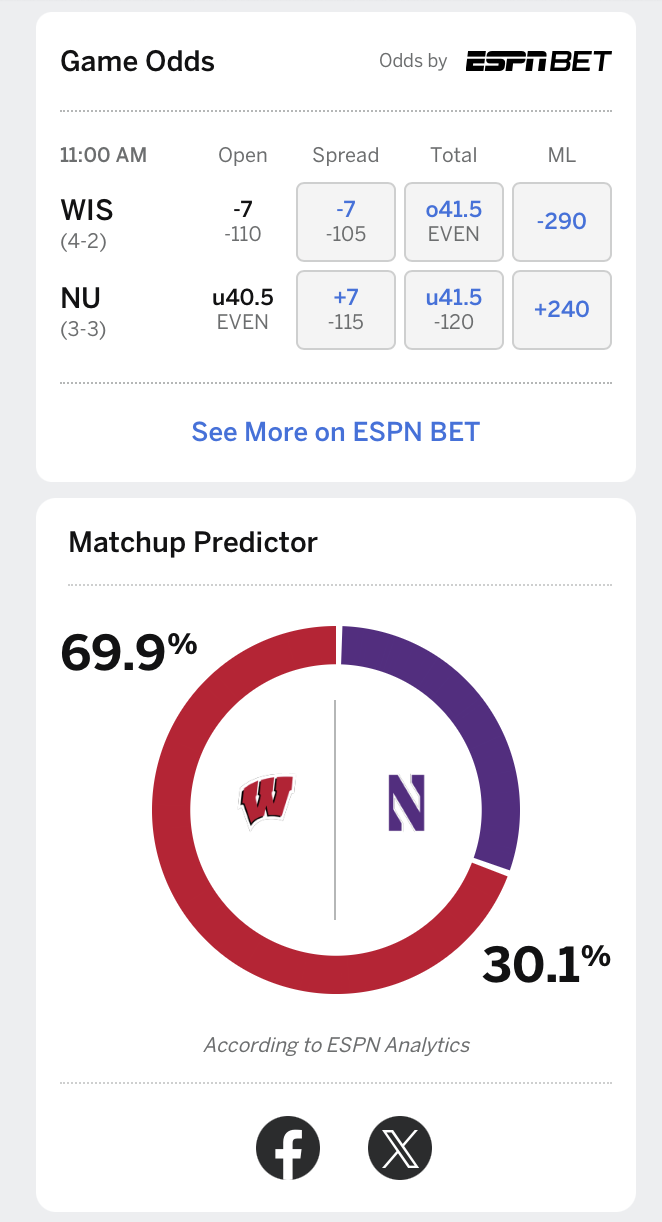 Game Odds
Odds by ESPN BET
11:00 AM Open Spread Total ML
WIS -7 -7 o41.5 -290
(4-2) -110 -105 EVEN
NU u40.5 +7 u41.5 +240
(3-3) EVEN -115 -120
See More on ESPN BET
Matchup Predictor
69.9%
W N
30.1%
According to ESPN Analytics
f X